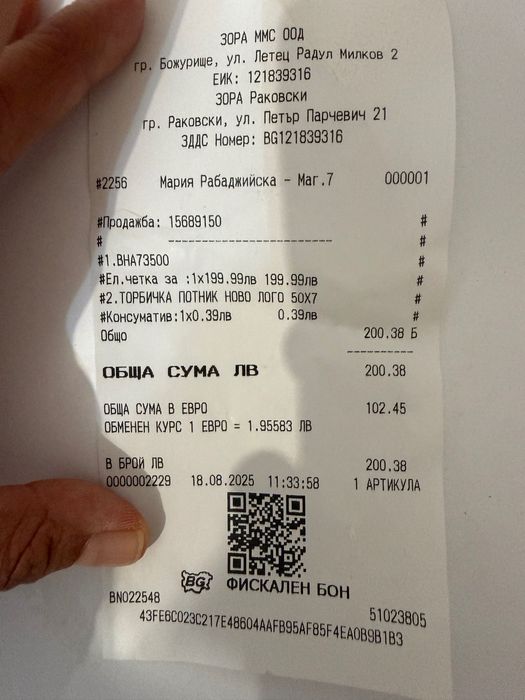 ЗОРА ММС ООД
гр. Божурище, ул. Летец Радул Милков 2
ЕИК: 121839316
ЗОРА Раковски
гр. Раковски, ул. Петър Парчевич 21
ЗДДС Номер: BG121839316
#2256 Мария Рабаджийска - Маг.7 000001
#Продажба: 15689150 #
# ------------------------- #
#1.BHA73500 #
#Ел.четка за :1x199.99лв 199.99лв #
#2.ТОРБИЧКА ПОТНИК НОВО ЛОГО 50X7 #
#Консуматив:1x0.39лв 0.39лв #
Общо 200.38 Б
----------
ОБЩА СУМА ЛВ 200.38
ОБЩА СУМА В ЕВРО 102.45
ОБМЕНЕН КУРС 1 ЕВРО = 1.95583 ЛВ
В БРОЙ ЛВ 200.38
0000002229 18.08.2025 11:33:58 1 АРТИКУЛА
BG ФИСКАЛЕН БОН
BN022548 51023805
43FE6C023C217E48604AAFB95AF85F4EA0B9B1B3